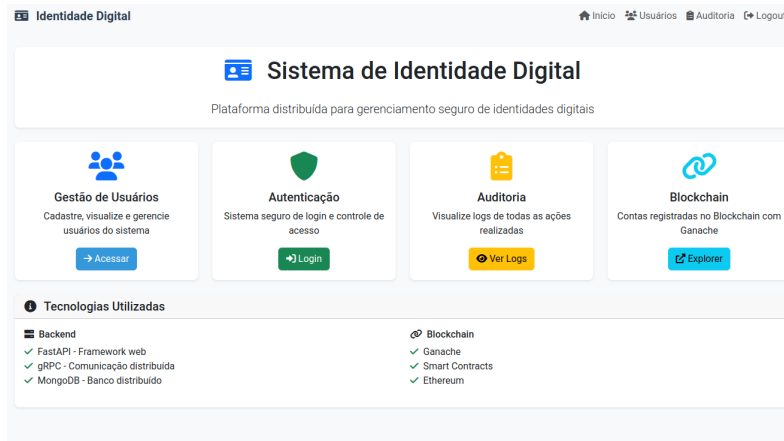 Identidade Digital
Início Usuários Auditoria Logout
Sistema de Identidade Digital
Plataforma distribuída para gerenciamento seguro de identidades digitais
Gestão de Usuários
Cadastre, visualize e gerencie
usuários do sistema
Acessar
Autenticação
Sistema seguro de login e controle de
acesso
Login
Auditoria
Visualize logs de todas as ações
realizadas
Ver Logs
Blockchain
Contas registradas no Blockchain com
Ganache
Explorer
Tecnologias Utilizadas
Backend
FastAPI - Framework web
gRPC - Comunicação distribuída
MongoDB - Banco distribuído
Blockchain
Ganache
Smart Contracts
Ethereum